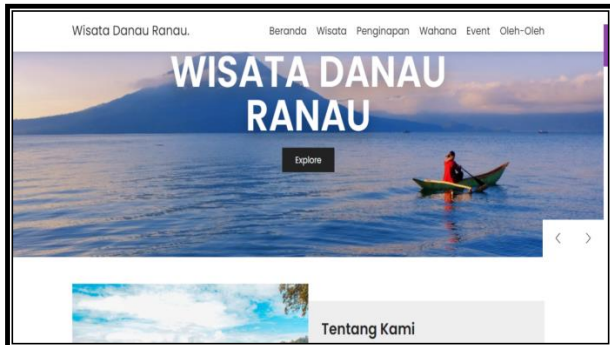 Wisata Danau Ranau.
Beranda Wisata Penginapan Wahana Event Oleh-Oleh
WISATA DANAU
RANAU
Explore
Tentang Kami